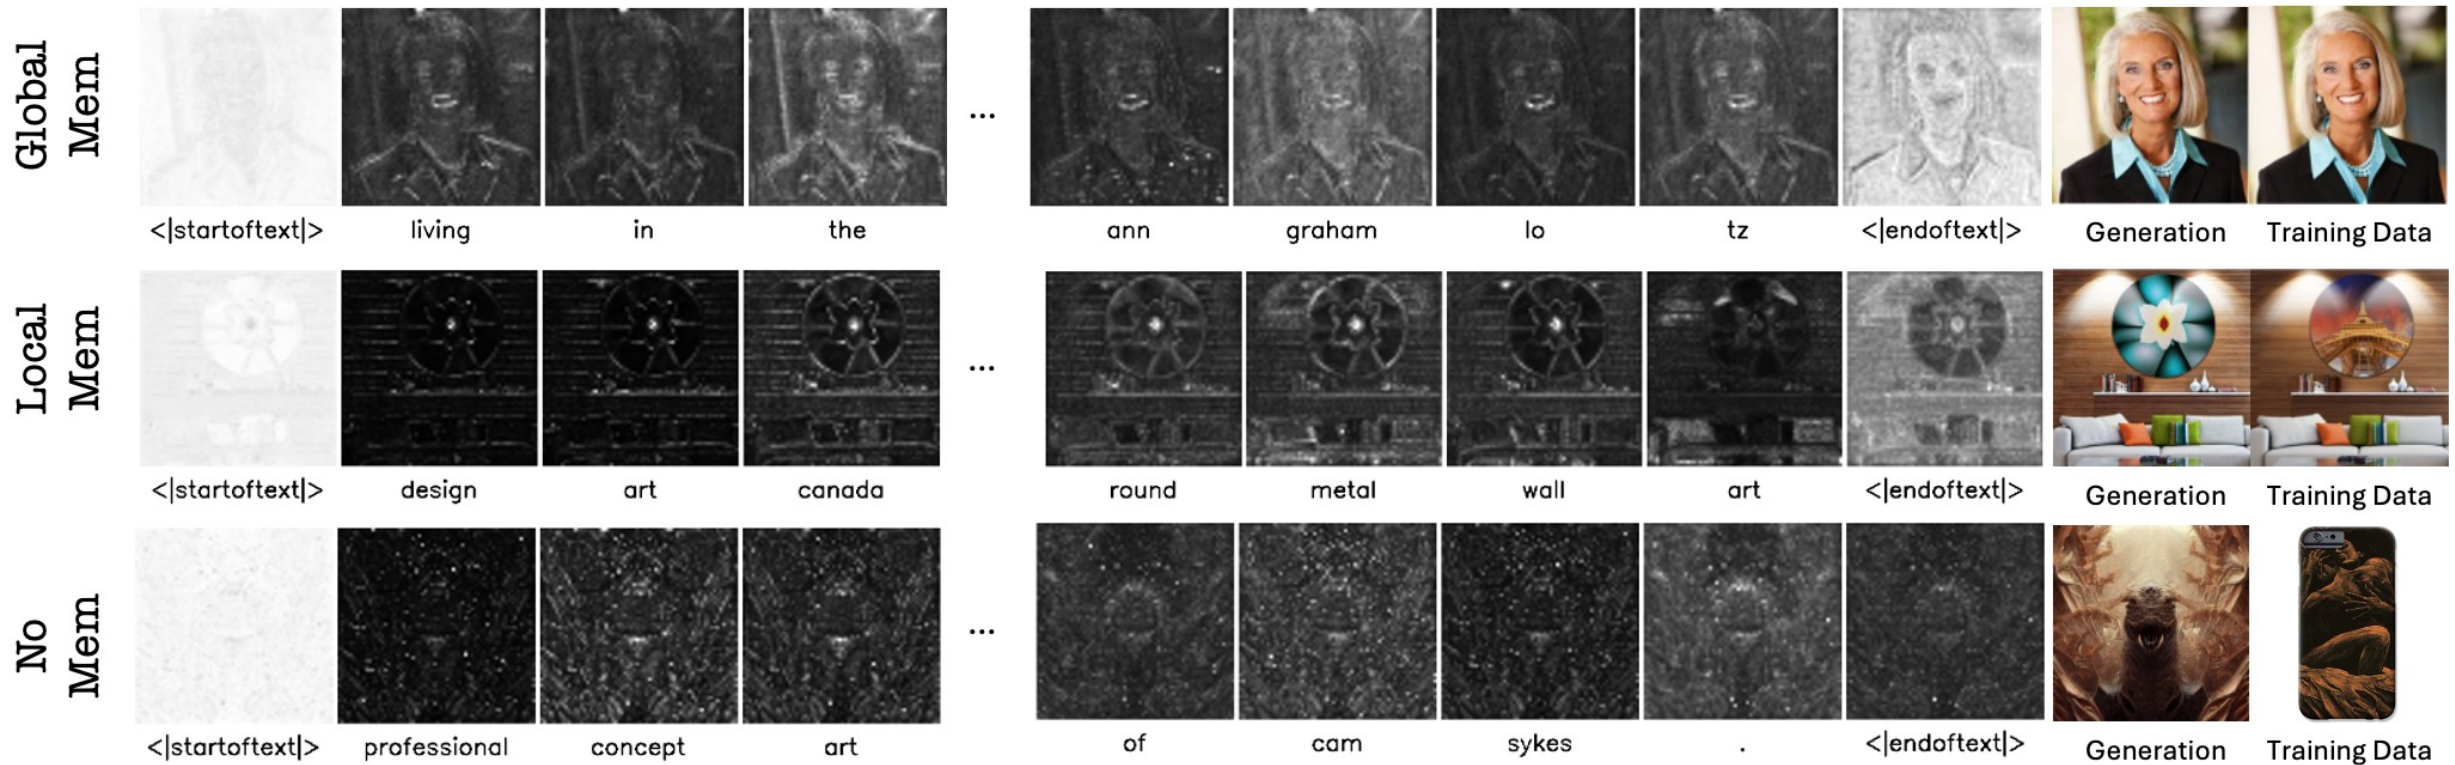 Global
Mem
<|startoftext|> living in the ... ann graham lo tz <|endoftext|> Generation Training Data
Local
Mem
<|startoftext|> design art canada ... round metal wall art <|endoftext|> Generation Training Data
No
Mem
<|startoftext|> professional concept art ... of cam sykes . <|endoftext|> Generation Training Data